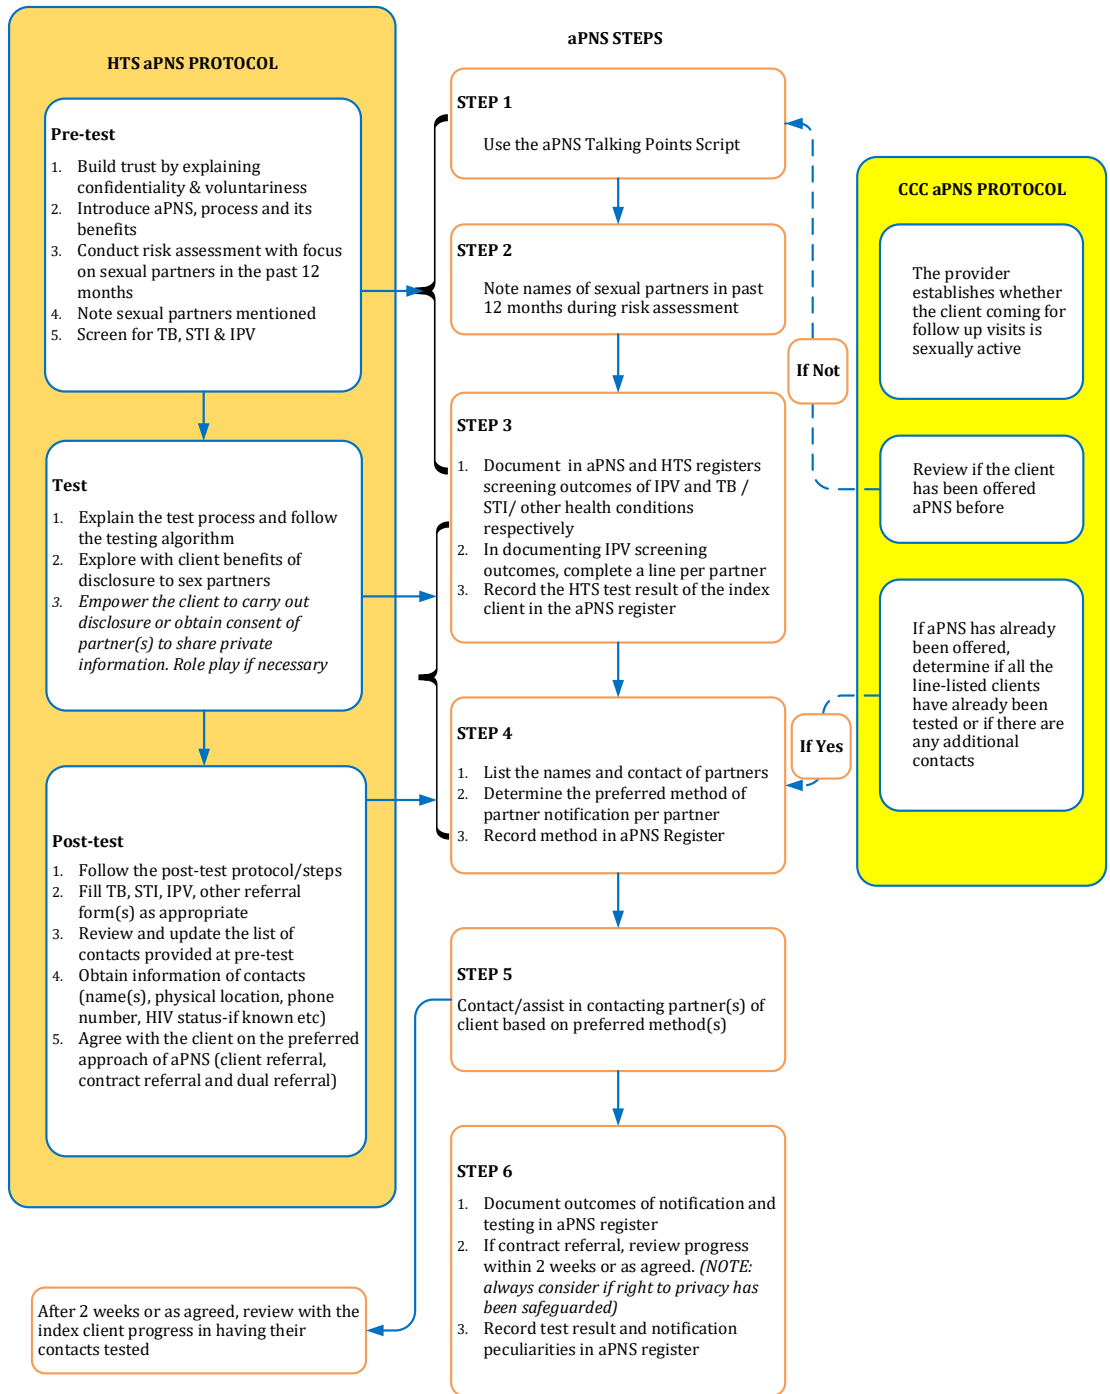 HTS aPNS PROTOCOL
Pre-test
1. Build trust by explaining
confidentiality & voluntariness
2. Introduce aPNS, process and its
benefits
3. Conduct risk assessment with focus
on sexual partners in the past 12
months
4. Note sexual partners mentioned
5. Screen for TB, STI & IPV
Test
1. Explain the test process and follow
the testing algorithm
2. Explore with client benefits of
disclosure to sex partners
3. Empower the client to carry out
disclosure or obtain consent of
partner(s) to share private
information. Role play if necessary
Post-test
1. Follow the post-test protocol/steps
2. Fill TB, STI, IPV, other referral
form(s) as appropriate
3. Review and update the list of
contacts provided at pre-test
4. Obtain information of contacts
(name(s), physical location, phone
number, HIV status-if known etc)
5. Agree with the client on the preferred
approach of aPNS (client referral,
contract referral and dual referral)
After 2 weeks or as agreed, review with the
index client progress in having their
contacts tested
aPNS STEPS
STEP 1
Use the aPNS Talking Points Script
STEP 2
Note names of sexual partners in past
12 months during risk assessment
STEP 3
1. Document in aPNS and HTS registers
screening outcomes of IPV and TB /
STI/ other health conditions
respectively
2. In documenting IPV screening
outcomes, complete a line per partner
3. Record the HTS test result of the index
client in the aPNS register
STEP 4
1. List the names and contact of partners
2. Determine the preferred method of
partner notification per partner
3. Record method in aPNS Register
STEP 5
Contact/assist in contacting partner(s) of
client based on preferred method(s)
STEP 6
1. Document outcomes of notification and
testing in aPNS register
2. If contract referral, review progress
within 2 weeks or as agreed. (NOTE:
always consider if right to privacy has
been safeguarded)
3. Record test result and notification
peculiarities in aPNS register
If Not
If Yes
CCC aPNS PROTOCOL
The provider
establishes whether
the client coming for
follow up visits is
sexually active
Review if the client
has been offered
aPNS before
If aPNS has already
been offered,
determine if all the
line-listed clients
have already been
tested or if there are
any additional
contacts